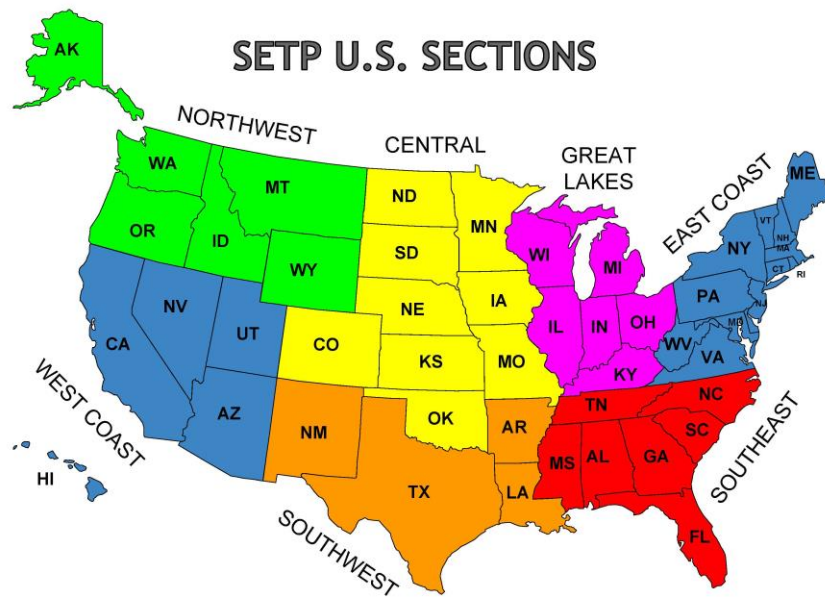 SETP U.S. SECTIONS
AK
NORTHWEST
CENTRAL
GREAT
LAKES
EAST COAST
WA
MT
ND
MN
ME
OR
ID
WY
SD
WI
MI
NY
VT
NH
MA
CT
RI
NV
UT
NE
IA
IL
IN
OH
PA
NJ
CA
CO
KS
MO
WV
VA
MD
KY
WEST COAST
AZ
NM
OK
AR
TN
NC
SC
HI
TX
LA
MS
AL
GA
SOUTHEAST
SOUTHWEST
FL